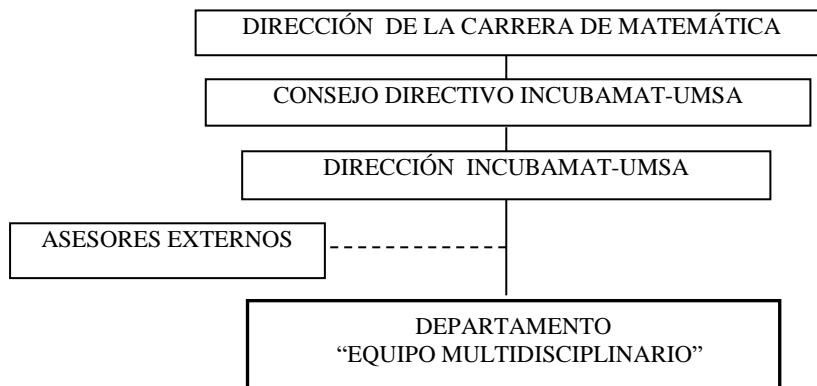 DIRECCIÓN DE LA CARRERA DE MATEMÁTICA
CONSEJO DIRECTIVO INCUBAMAT-UMSA
DIRECCIÓN INCUBAMAT-UMSA
ASESORES EXTERNOS
DEPARTAMENTO
“EQUIPO MULTIDISCIPLINARIO”